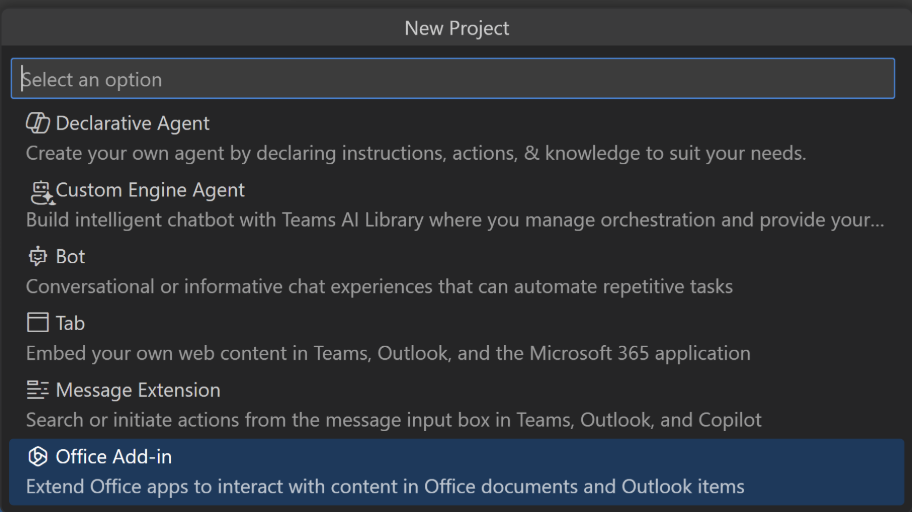 New Project
Select an option
Declarative Agent
Create your own agent by declaring instructions, actions, & knowledge to suit your needs.
Custom Engine Agent
Build intelligent chatbot with Teams AI Library where you manage orchestration and provide your...
Bot
Conversational or informative chat experiences that can automate repetitive tasks
Tab
Embed your own web content in Teams, Outlook, and the Microsoft 365 application
Message Extension
Search or initiate actions from the message input box in Teams, Outlook, and Copilot
Office Add-in
Extend Office apps to interact with content in Office documents and Outlook items